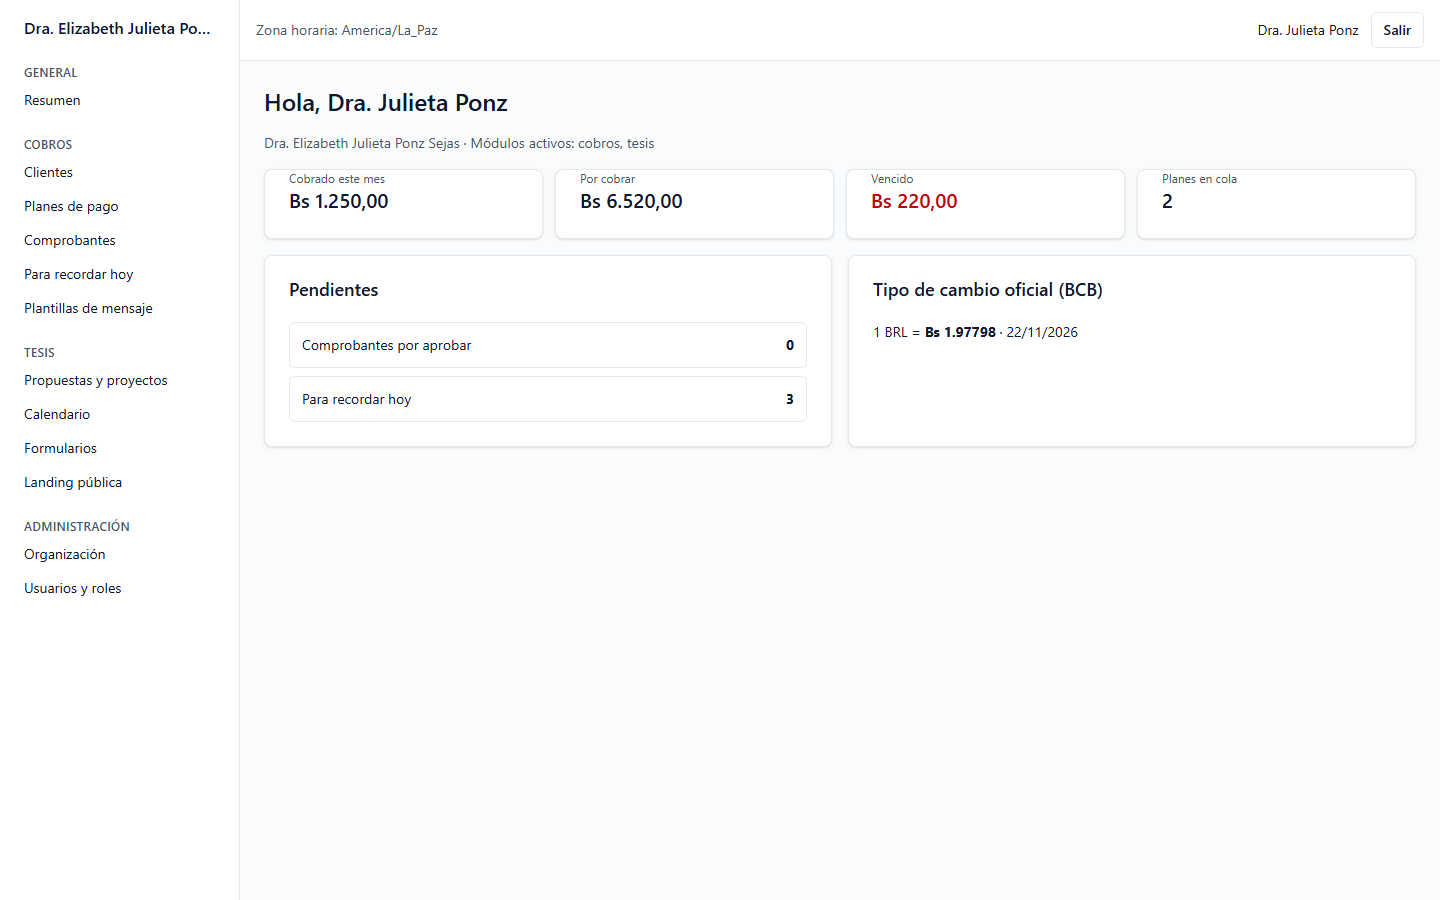 Dra. Elizabeth Julieta Po...
Zona horaria: America/La_Paz
Dra. Julieta Ponz
Salir
GENERAL
Resumen
COBROS
Clientes
Planes de pago
Comprobantes
Para recordar hoy
Plantillas de mensaje
TESIS
Propuestas y proyectos
Calendario
Formularios
Landing pública
ADMINISTRACIÓN
Organización
Usuarios y roles
Hola, Dra. Julieta Ponz
Dra. Elizabeth Julieta Ponz Sejas · Módulos activos: cobros, tesis
Cobrado este mes
Bs 1.250,00
Por cobrar
Bs 6.520,00
Vencido
Bs 220,00
Planes en cola
2
Pendientes
Comprobantes por aprobar 0
Para recordar hoy 3
Tipo de cambio oficial (BCB)
1 BRL = Bs 1.97798 · 22/11/2026